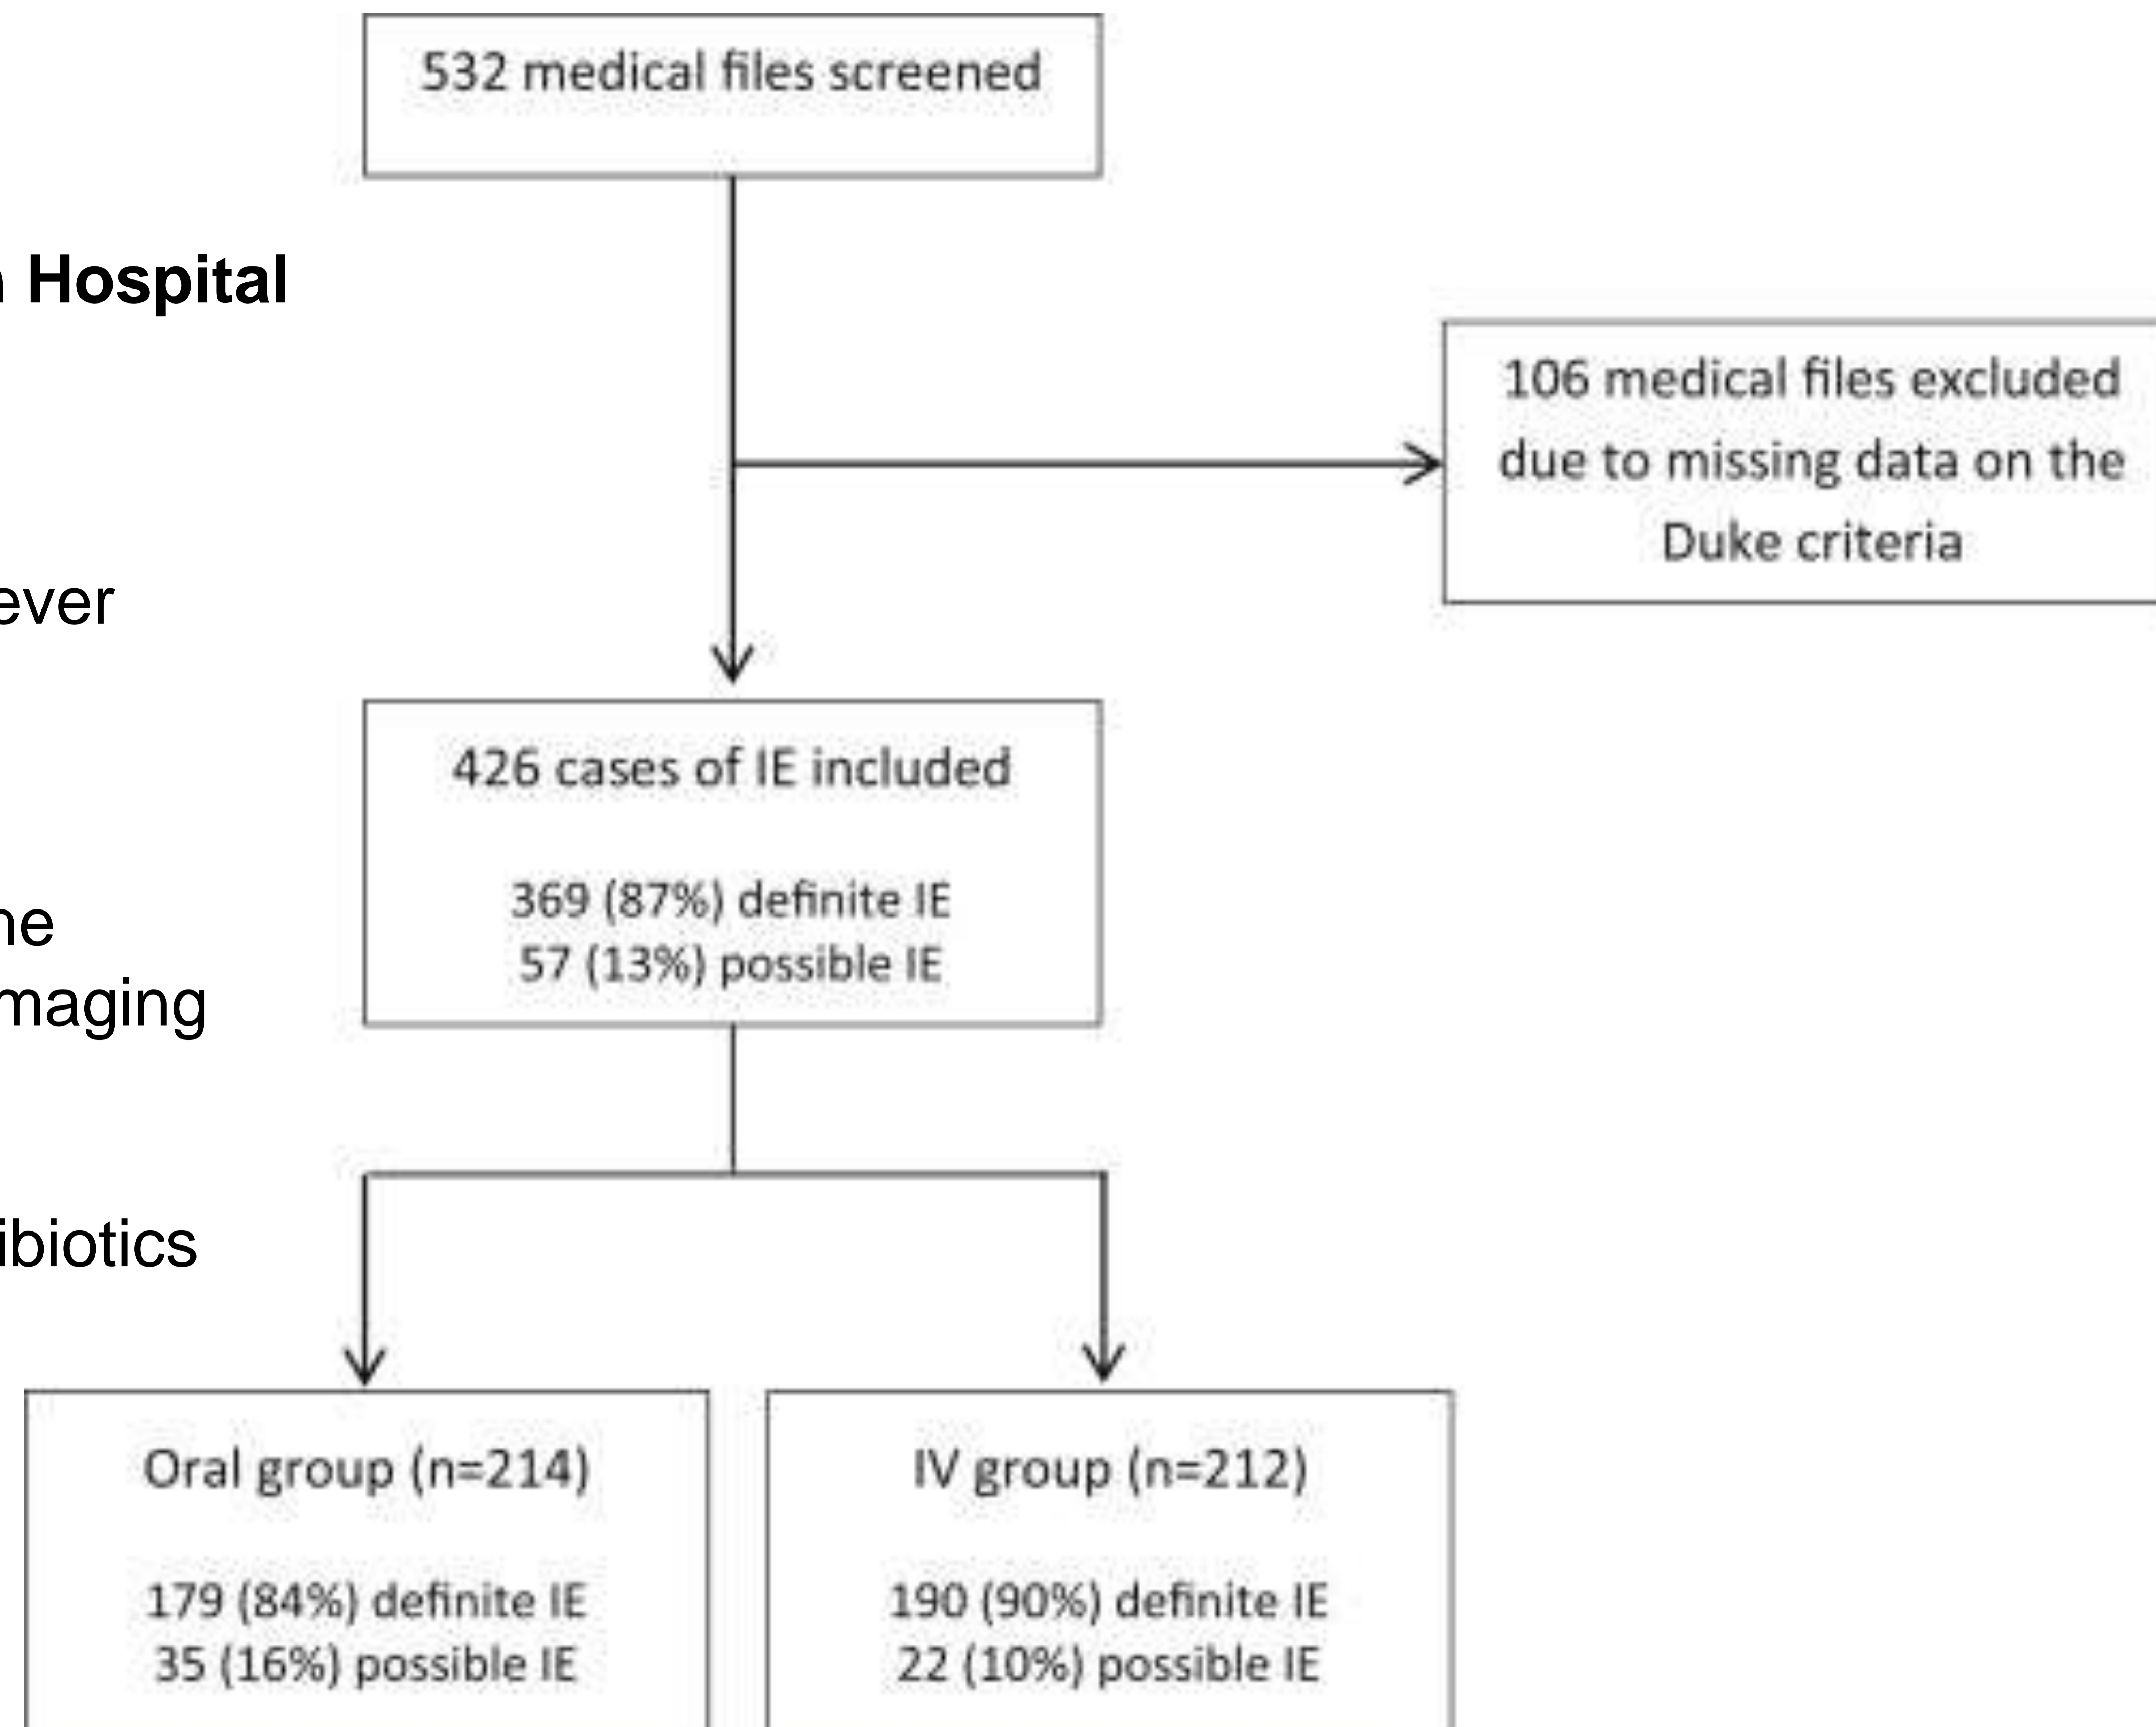 532 medical files screened
Hospital
106 medical files excluded
due to missing data on the
Duke criteria
ever
426 cases of IE included
369 (87%) definite IE
57 (13%) possible IE
ne
maging
ibiotics
Oral group (n=214)
179 (84%) definite IE
35 (16%) possible IE
IV group (n=212)
190 (90%) definite IE
22 (10%) possible IE